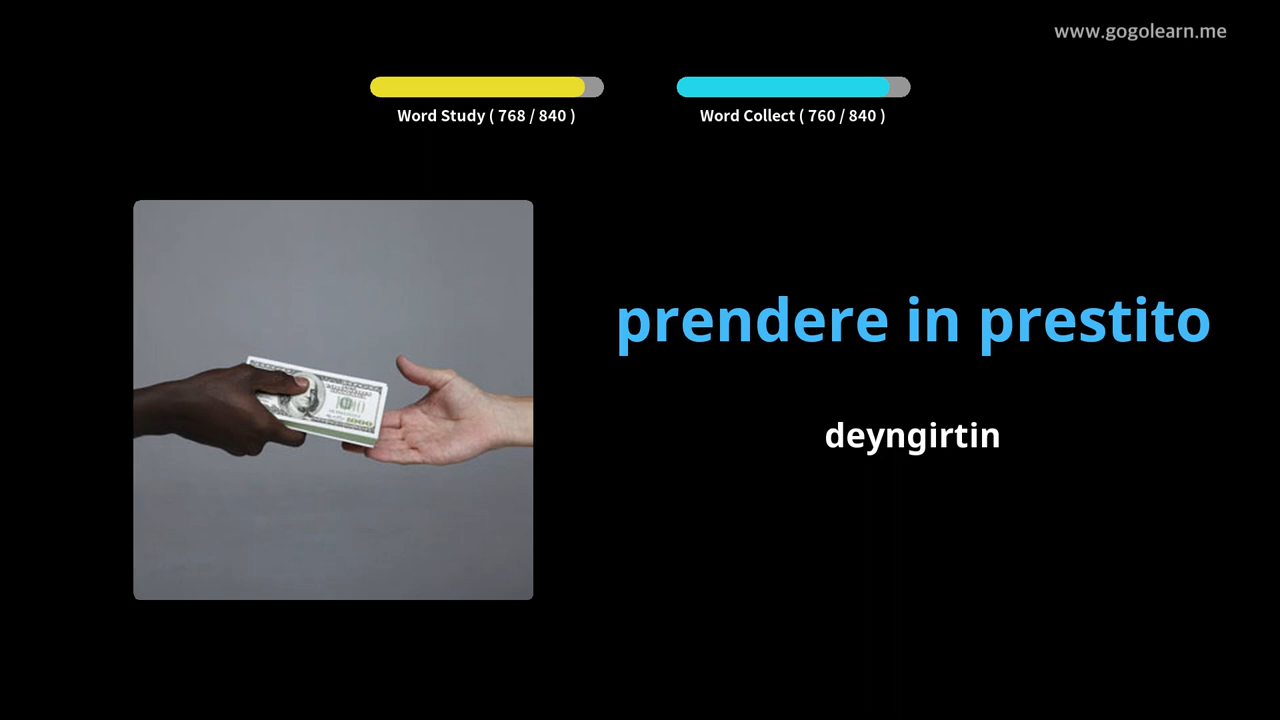 www.gogolearn.me
Word Study ( 768 / 840 )
Word Collect ( 760 / 840 )
prendere in prestito
deyngirtin